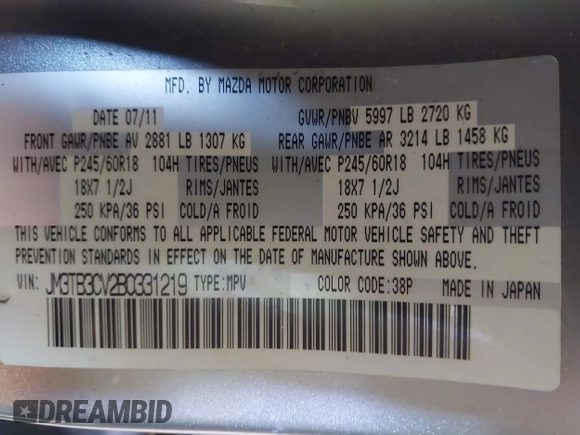 MFD. BY MAZDA MOTOR CORPORATION
DATE 07/11 GVWR/PNBV 5997 LB 2720 KG
FRONT GAWR/PNBE AV 2881 LB 1307 KG REAR GAWR/PNBE AR 3214 LB 1458 KG
WITH/AVEC P245/60R18 104H TIRES/PNEUS WITH/AVEC P245/60R18 104H TIRES/PNEUS
18X7 1/2J RIMS/JANTES 18X7 1/2J RIMS/JANTES
250 KPA/36 PSI COLD/A FROID 250 KPA/36 PSI COLD/A FROID
THIS VEHICLE CONFORMS TO ALL APPLICABLE FEDERAL MOTOR VEHICLE SAFETY AND THEFT
PREVENTION STANDARDS IN EFFECT ON THE DATE OF MANUFACTURE SHOWN ABOVE.
VIN: JM3TB3CV2B0331219 TYPE:MPV COLOR CODE:38P MADE IN JAPAN
DREAMBID